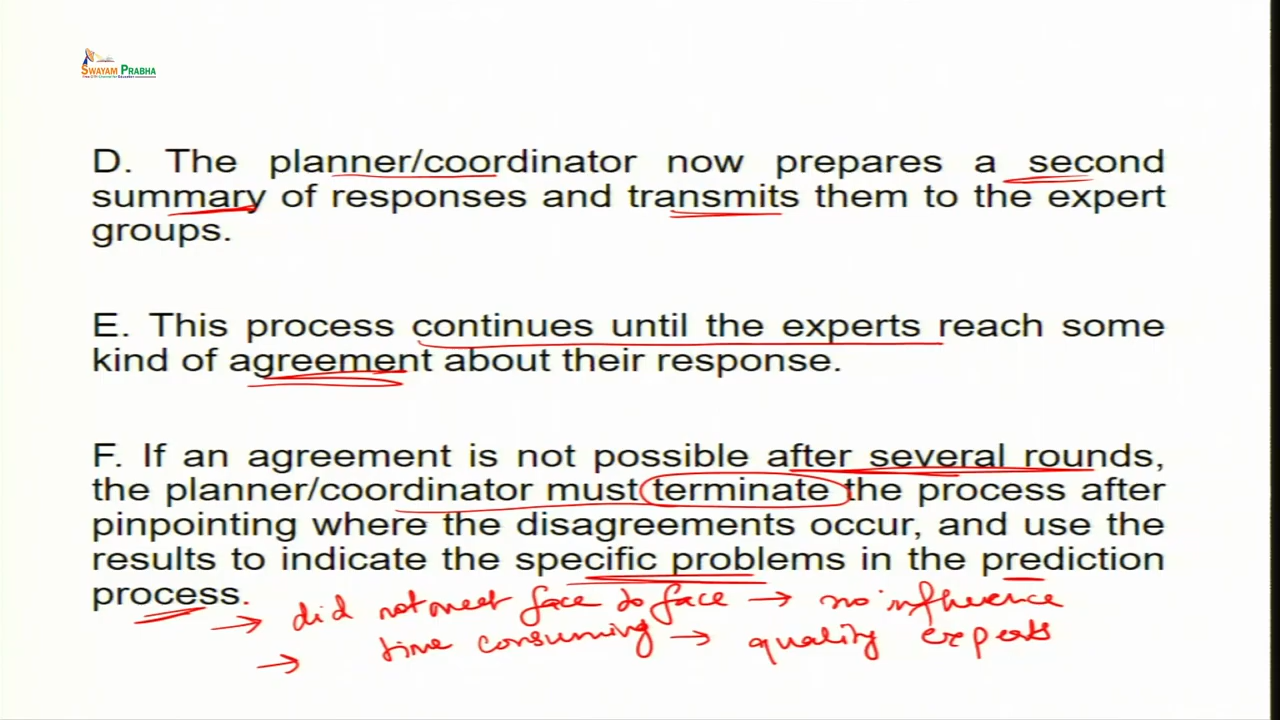 SWAYAM PRABHA
D. The planner/coordinator now prepares a second
summary of responses and transmits them to the expert
groups.
E. This process continues until the experts reach some
kind of agreement about their response.
F. If an agreement is not possible after several rounds,
the planner/coordinator must terminate the process after
pinpointing where the disagreements occur, and use the
results to indicate the specific problems in the prediction
process.
→ did not meet face to face → no influence
→ time consuming → quality experts